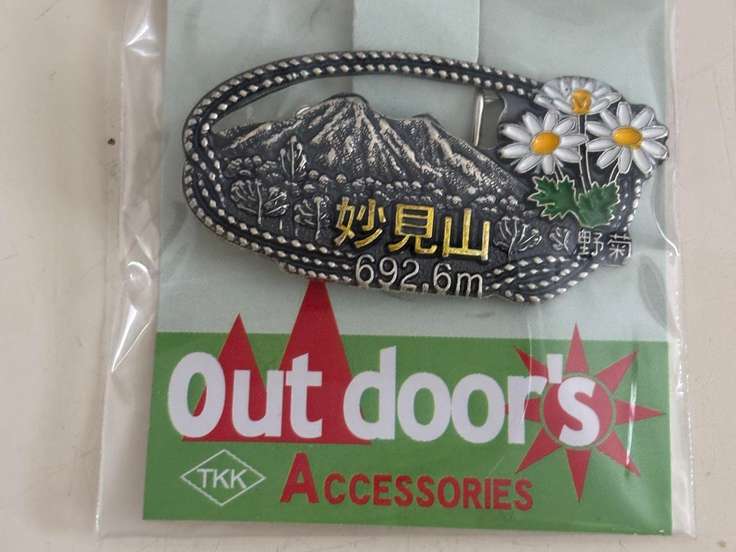 妙見山
野菊
692.6m
Out door's
TKK
ACCESSORIES